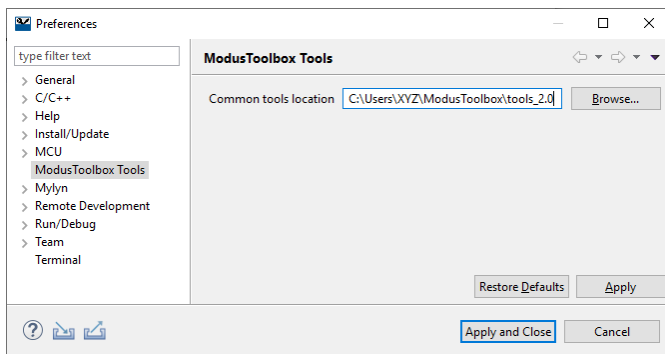 Preferences
type filter text
General
C/C++
Help
Install/Update
MCU
ModusToolbox Tools
Mylyn
Remote Development
Run/Debug
Team
Terminal
ModusToolbox Tools
Common tools location C:\Users\XYZ\ModusToolbox\tools_2.0 Browse...
Restore Defaults Apply
Apply and Close Cancel